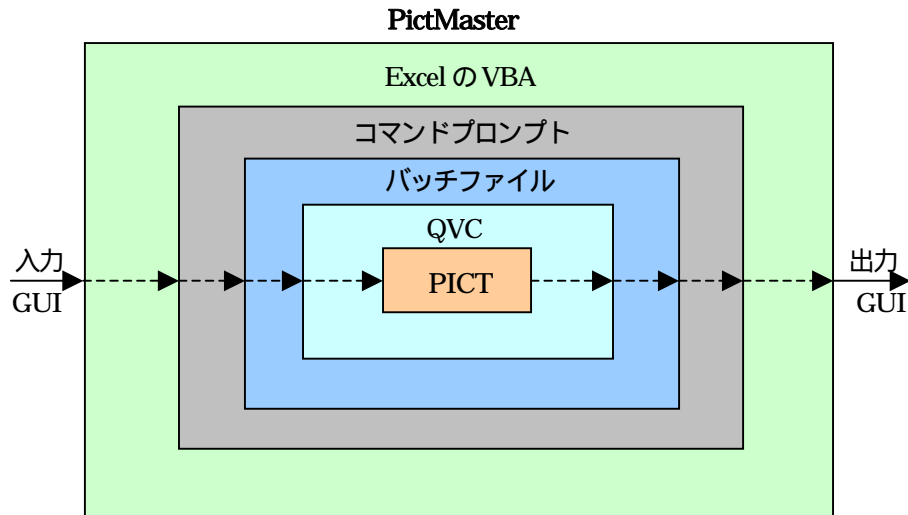 PictMaster
Excel の VBA
コマンドプロンプト
バッチファイル
QVC
PICT
入力
GUI
出力
GUI